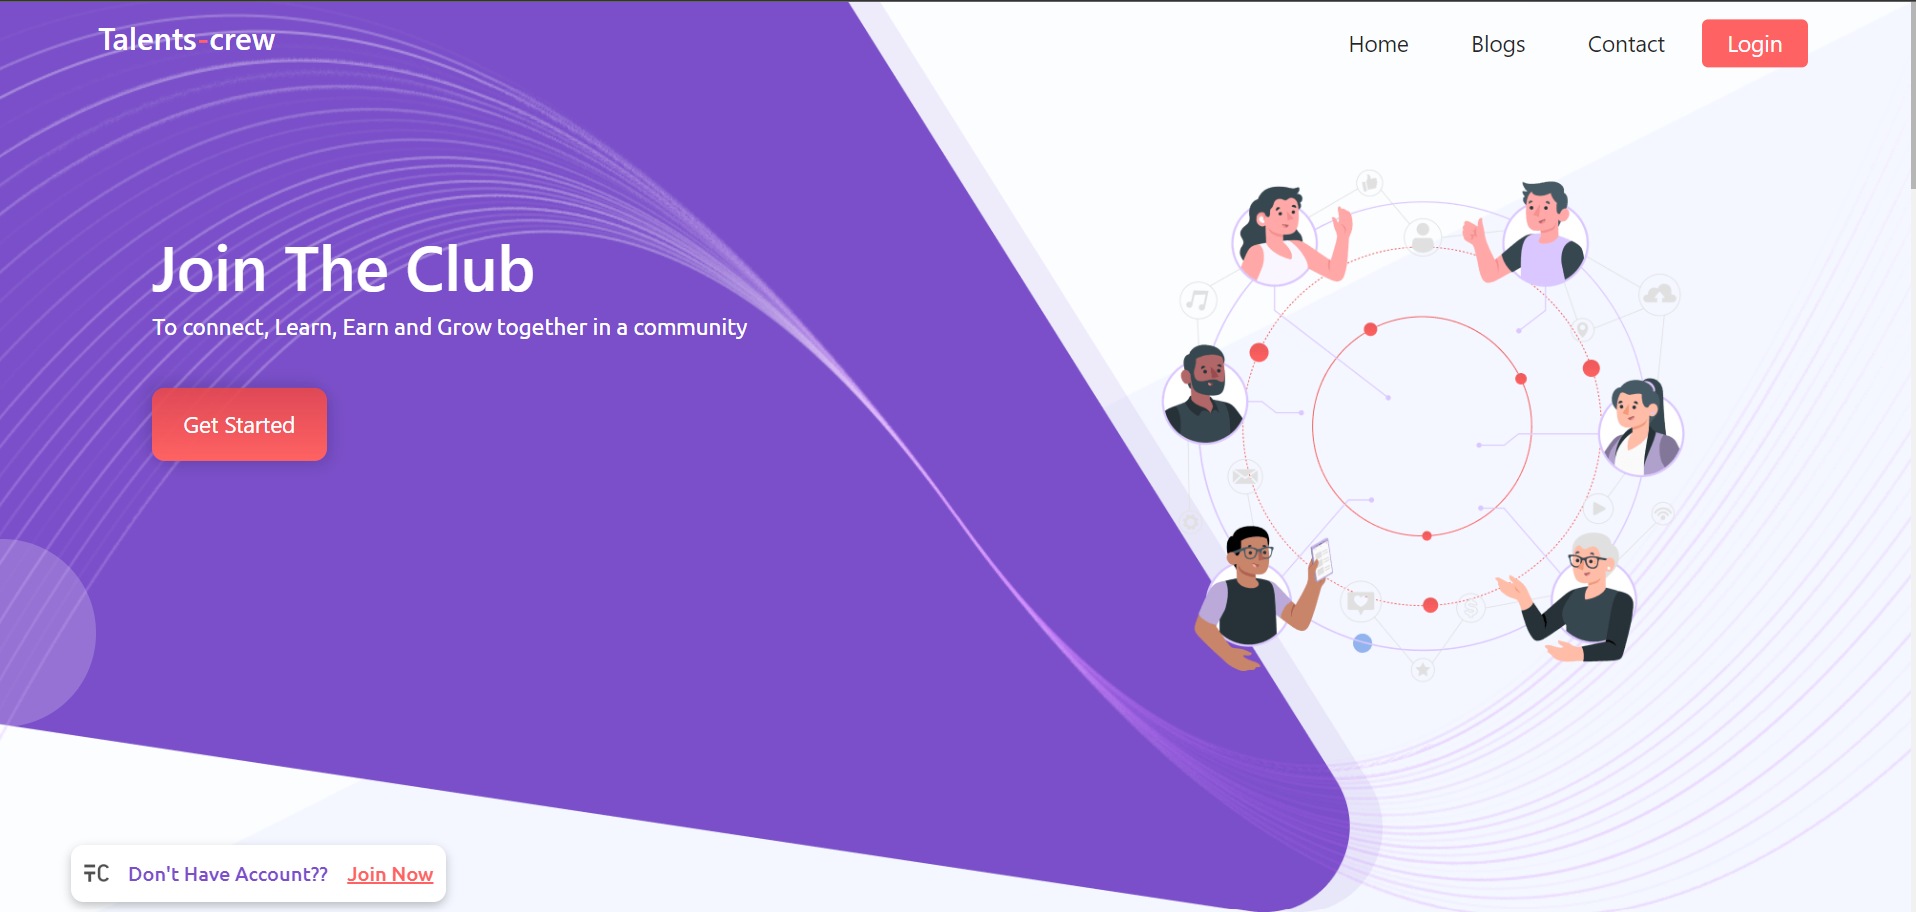 Talents-crew
Home Blogs Contact Login
Join The Club
To connect, Learn, Earn and Grow together in a community
Get Started
TC Don't Have Account?? Join Now